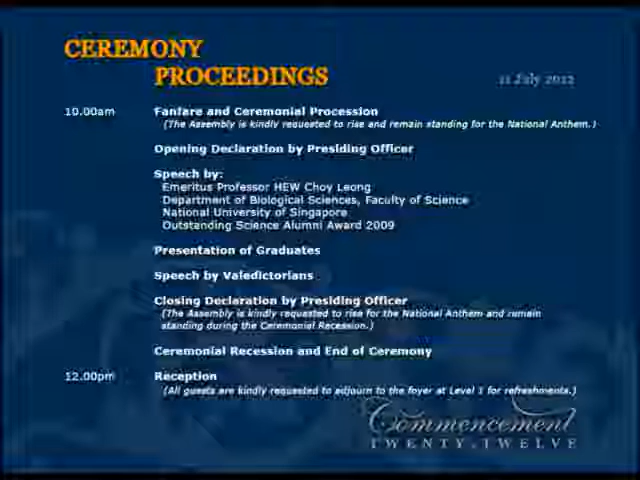 CEREMONY
PROCEEDINGS
11 July 2012
10.00am Fanfare and Ceremonial Procession
(The Assembly is kindly requested to rise and remain standing for the National Anthem.)
Opening Declaration by Presiding Officer
Speech by:
Emeritus Professor HEW Choy Leong
Department of Biological Sciences, Faculty of Science
National University of Singapore
Outstanding Science Alumni Award 2009
Presentation of Graduates
Speech by Valedictorians
Closing Declaration by Presiding Officer
(The Assembly is kindly requested to rise for the National Anthem and remain
standing during the Ceremonial Recession.)
Ceremonial Recession and End of Ceremony
12.00pm Reception
(All guests are kindly requested to adjourn to the foyer at Level 1 for refreshments.)
Commencement
TWENTY.TWELVE